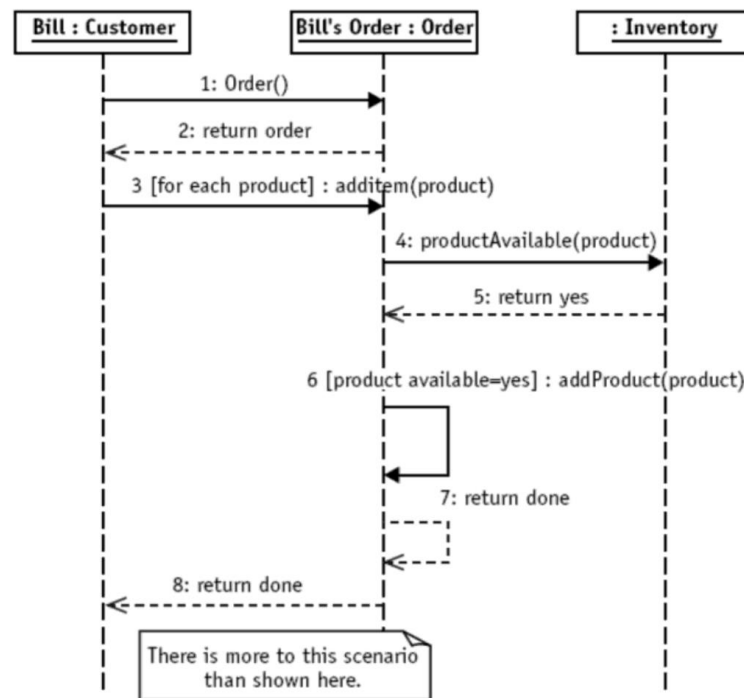 Bill : Customer
Bill's Order : Order
: Inventory
1: Order()
2: return order
3 [for each product] : additem(product)
4: productAvailable(product)
5: return yes
6 [product available=yes] : addProduct(product)
7: return done
8: return done
There is more to this scenario
than shown here.